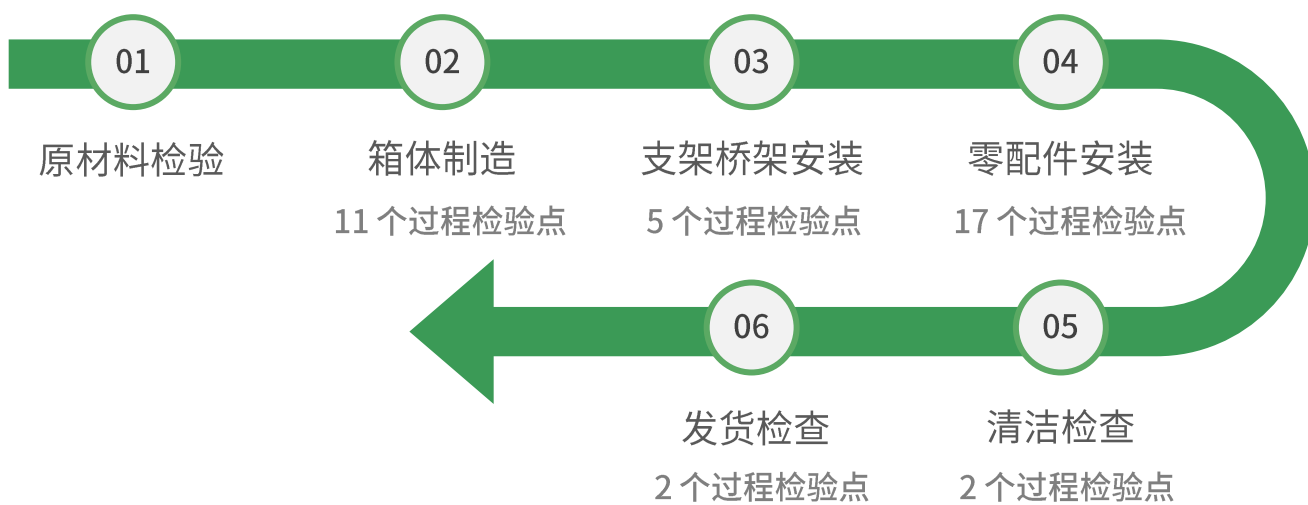 01
原材料检验
02
箱体制造
11 个过程检验点
03
支架桥架安装
5 个过程检验点
04
零配件安装
17 个过程检验点
05
清洁检查
2 个过程检验点
06
发货检查
2 个过程检验点